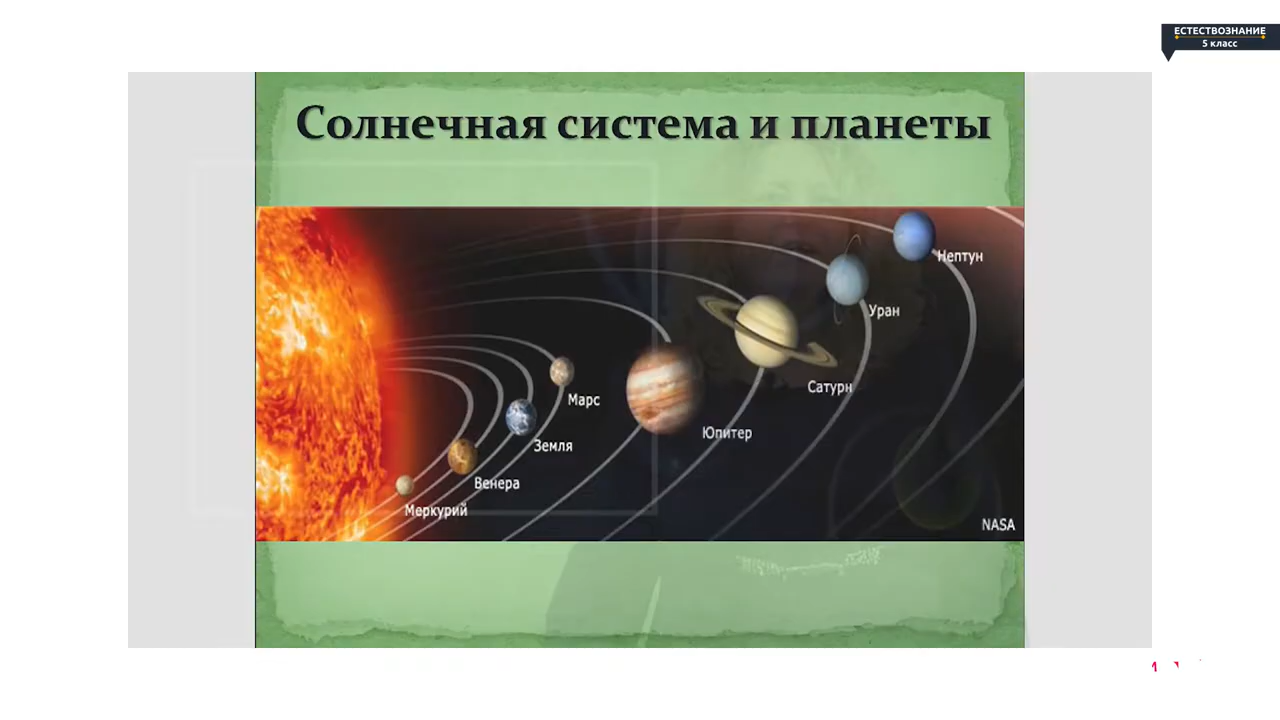 ЕСТЕСТВОЗНАНИЕ
5 класс
Солнечная система и планеты
Нептун
Уран
Сатурн
Марс
Юпитер
Земля
Венера
Меркурий
NASA